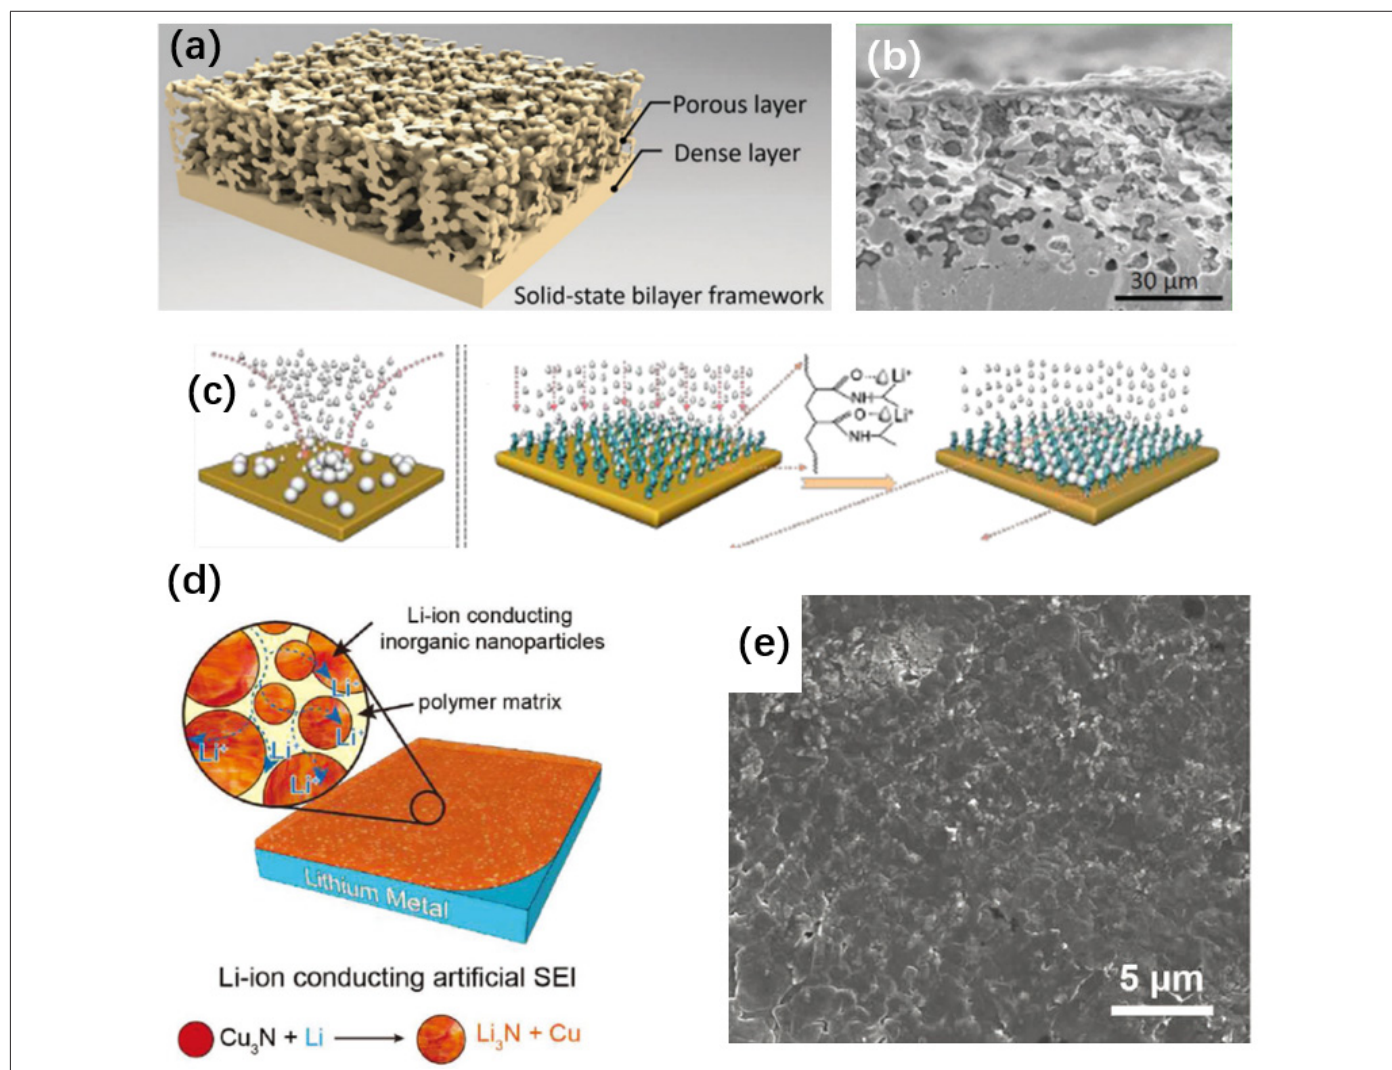 (a)
Porous layer
Dense layer
Solid-state bilayer framework
(b)
30 μm
(c)
O Li⁺
NH
O Li⁺
NH
(d)
Li-ion conducting
inorganic nanoparticles
polymer matrix
Li⁺
Li⁺
Li⁺
Li⁺
Li⁺
Lithium Metal
Li-ion conducting artificial SEI
Cu₃N + Li Li₃N + Cu
(e)
5 μm